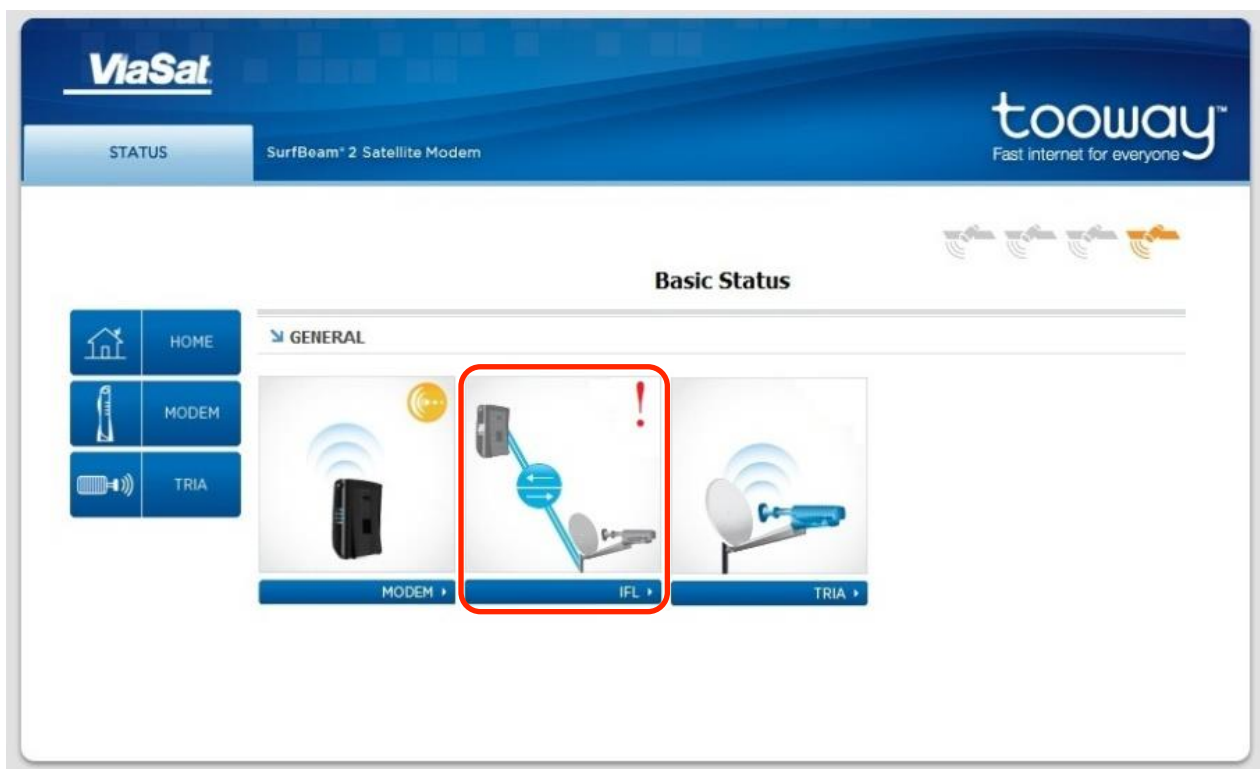 ViaSat
tooway™
Fast internet for everyone
STATUS
SurfBeam® 2 Satellite Modem
Basic Status
HOME
MODEM
TRIA
GENERAL
MODEM
IFL
TRIA